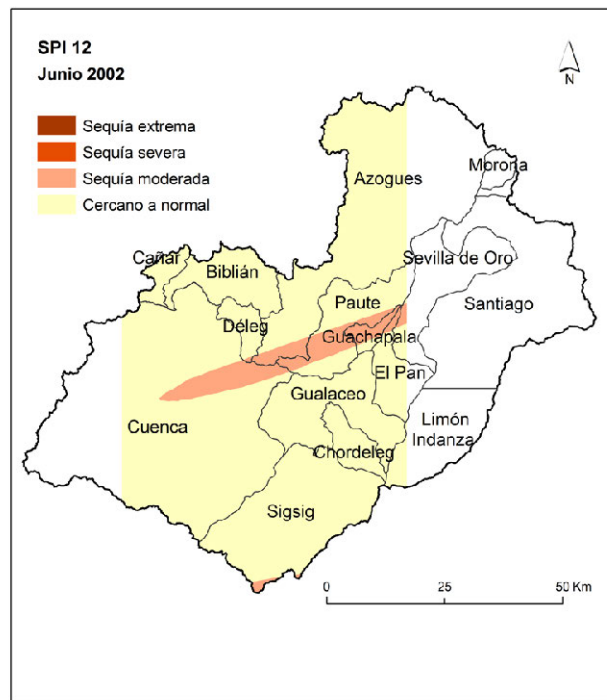 SPI 12
Junio 2002
N
Sequía extrema
Sequía severa
Sequía moderada
Cercano a normal
Azogues
Morona
Cañar
Biblián
Sevilla de Oro
Paute
Santiago
Déleg
Guachapala
El Pan
Gualaceo
Cuenca
Limón
Indanza
Chordeleg
Sigsig
0 25 50 Km